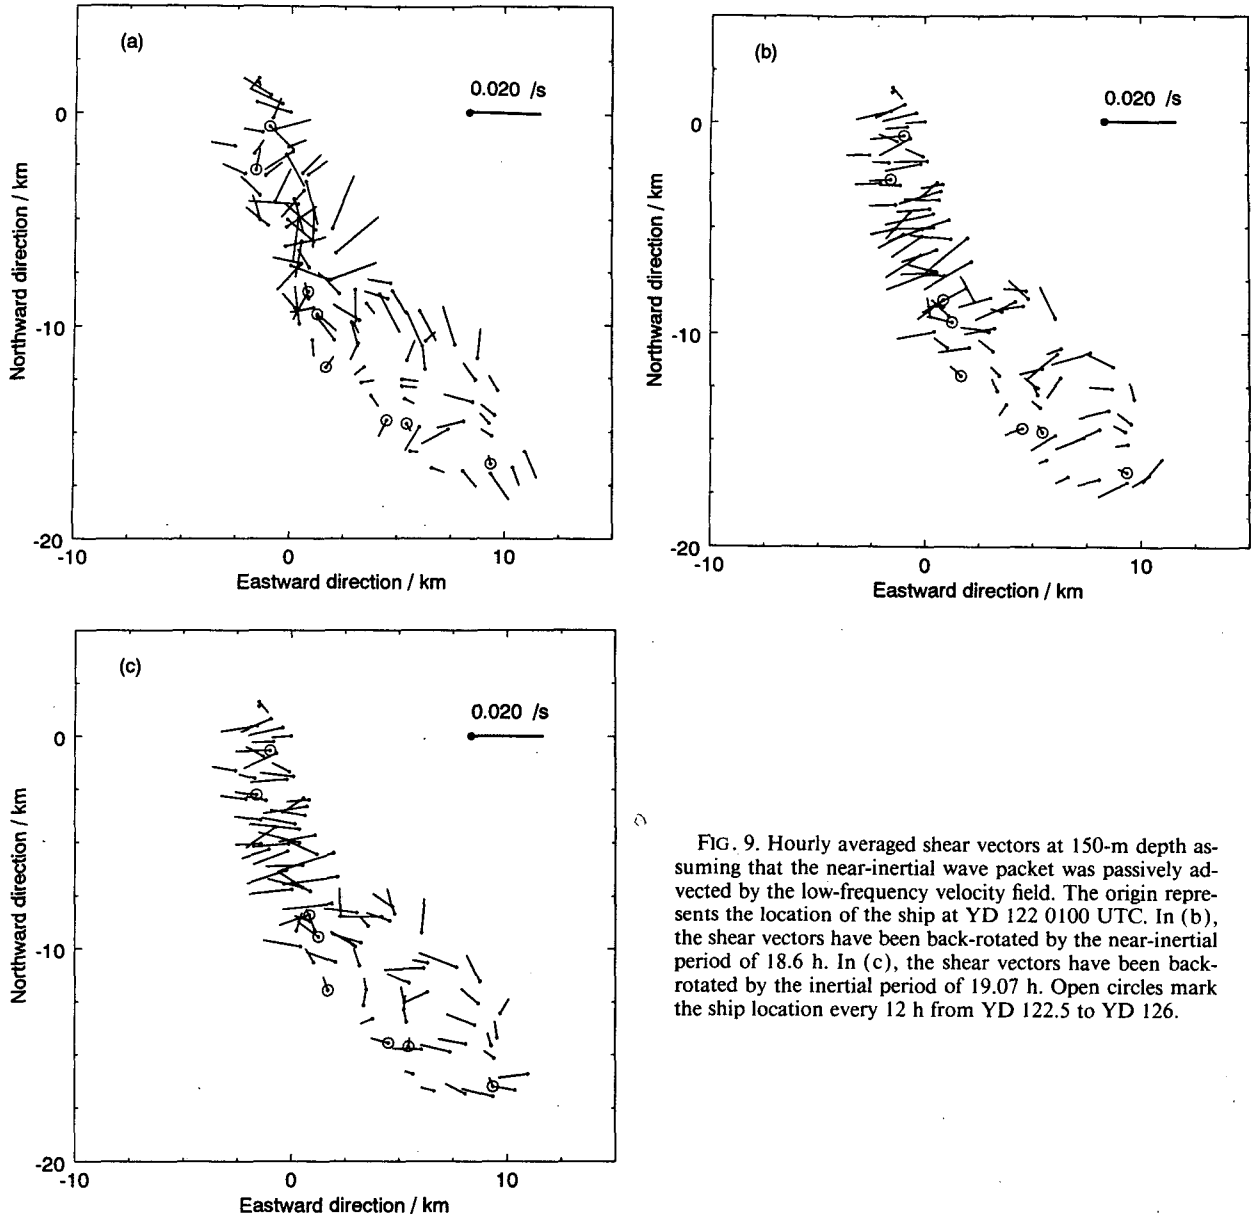 (a)
0.020 /s
0
-10
-20
-10
0
10
Northward direction / km
Eastward direction / km
(b)
0.020 /s
0
-10
-20
-10
0
10
Northward direction / km
Eastward direction / km
(c)
0.020 /s
0
-10
-20
-10
0
10
Northward direction / km
Eastward direction / km
FIG. 9. Hourly averaged shear vectors at 150-m depth as-
suming that the near-inertial wave packet was passively ad-
vected by the low-frequency velocity field. The origin repre-
sents the location of the ship at YD 122 0100 UTC. In (b),
the shear vectors have been back-rotated by the near-inertial
period of 18.6 h. In (c), the shear vectors have been back-
rotated by the inertial period of 19.07 h. Open circles mark
the ship location every 12 h from YD 122.5 to YD 126.